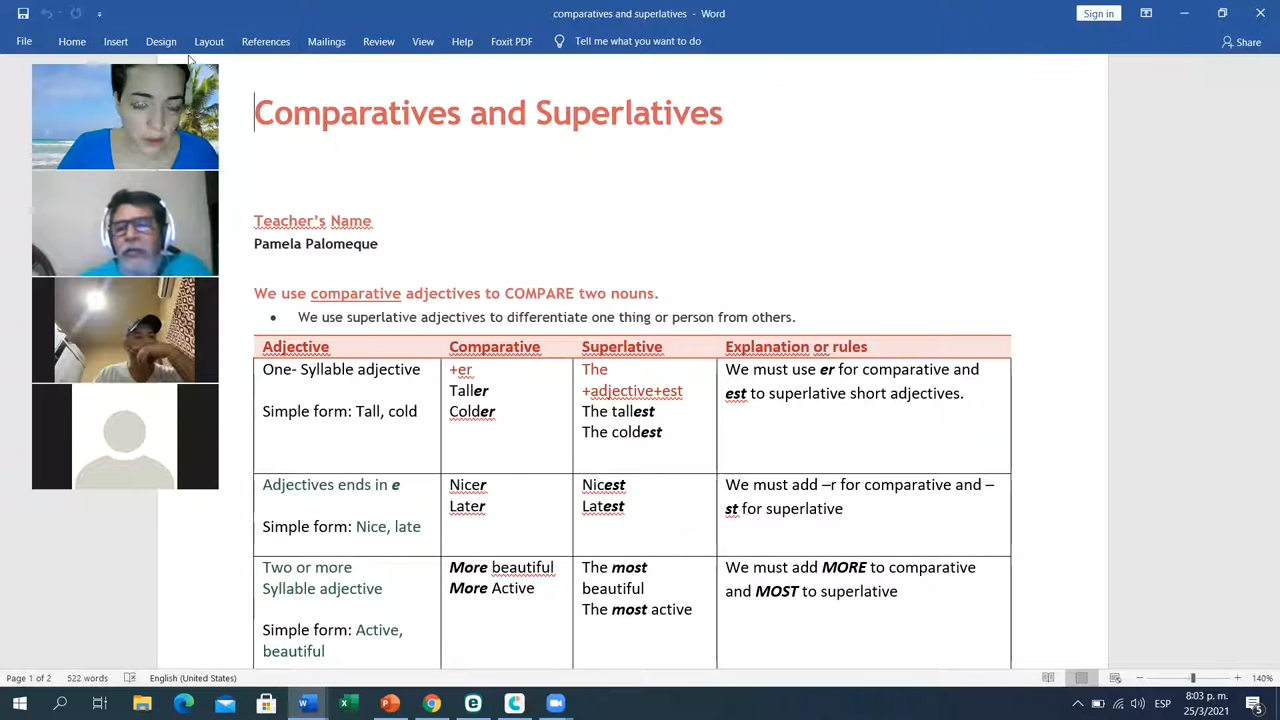 comparatives and superlatives - Word
Sign in
File Home Insert Design Layout References Mailings Review View Help Foxit PDF Tell me what you want to do Share
Comparatives and Superlatives
Teacher's Name
Pamela Palomeque
We use comparative adjectives to COMPARE two nouns.
• We use superlative adjectives to differentiate one thing or person from others.
Adjective Comparative Superlative Explanation or rules
One- Syllable adjective
Simple form: Tall, cold
+er
Taller
Colder
The
+adjective+est
The tallest
The coldest
We must use er for comparative and
est to superlative short adjectives.
Adjectives ends in e
Simple form: Nice, late
Nicer
Later
Nicest
Latest
We must add –r for comparative and –
st for superlative
Two or more
Syllable adjective
Simple form: Active,
beautiful
More beautiful
More Active
The most
beautiful
The most active
We must add MORE to comparative
and MOST to superlative
Page 1 of 2 522 words English (United States) 140%
ESP
8:03 p. m.
25/3/2021
5